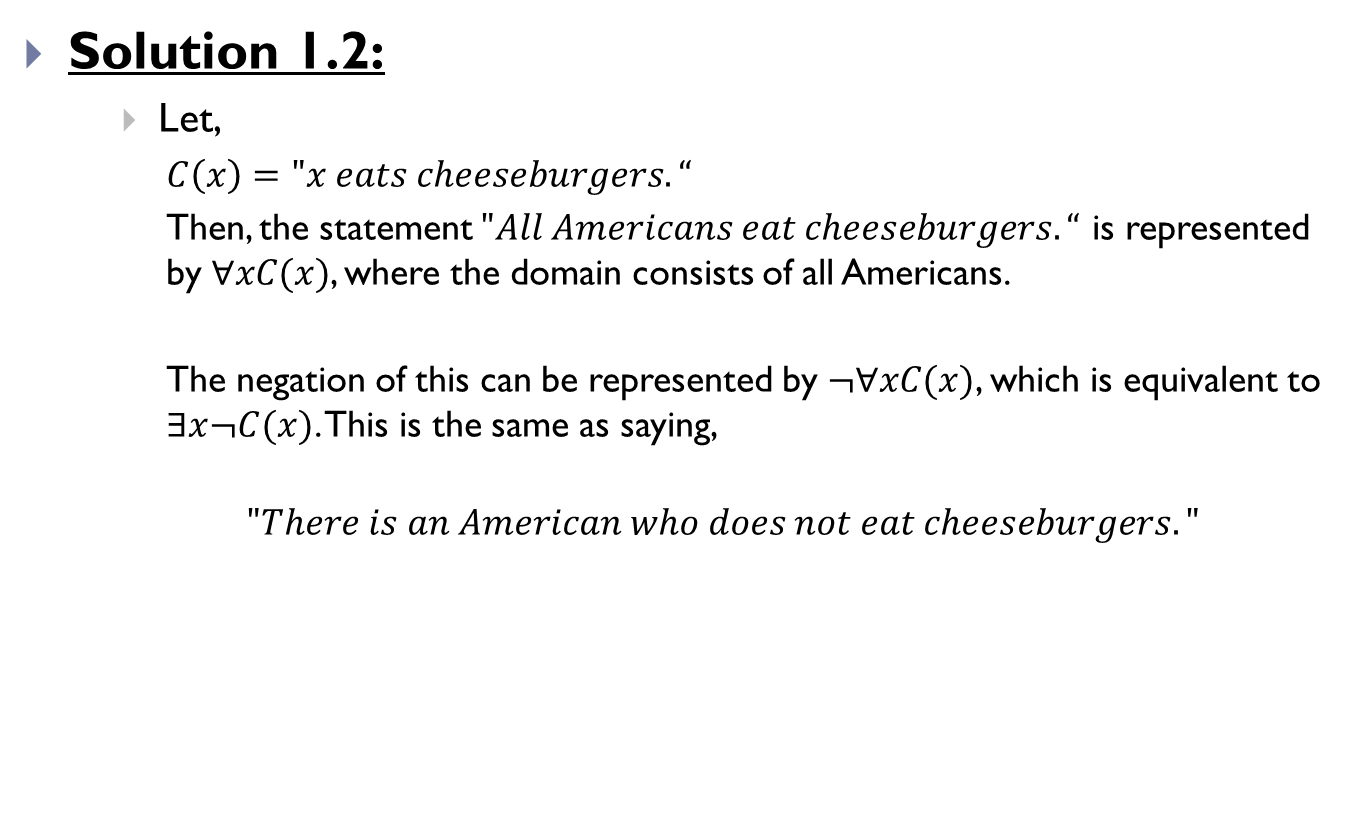 Solution 1.2:
Let,
C(x) = "x eats cheeseburgers.“
Then, the statement "All Americans eat cheeseburgers.“ is represented
by ∀xC(x), where the domain consists of all Americans.
The negation of this can be represented by ¬∀xC(x), which is equivalent to
∃x¬C(x). This is the same as saying,
"There is an American who does not eat cheeseburgers."